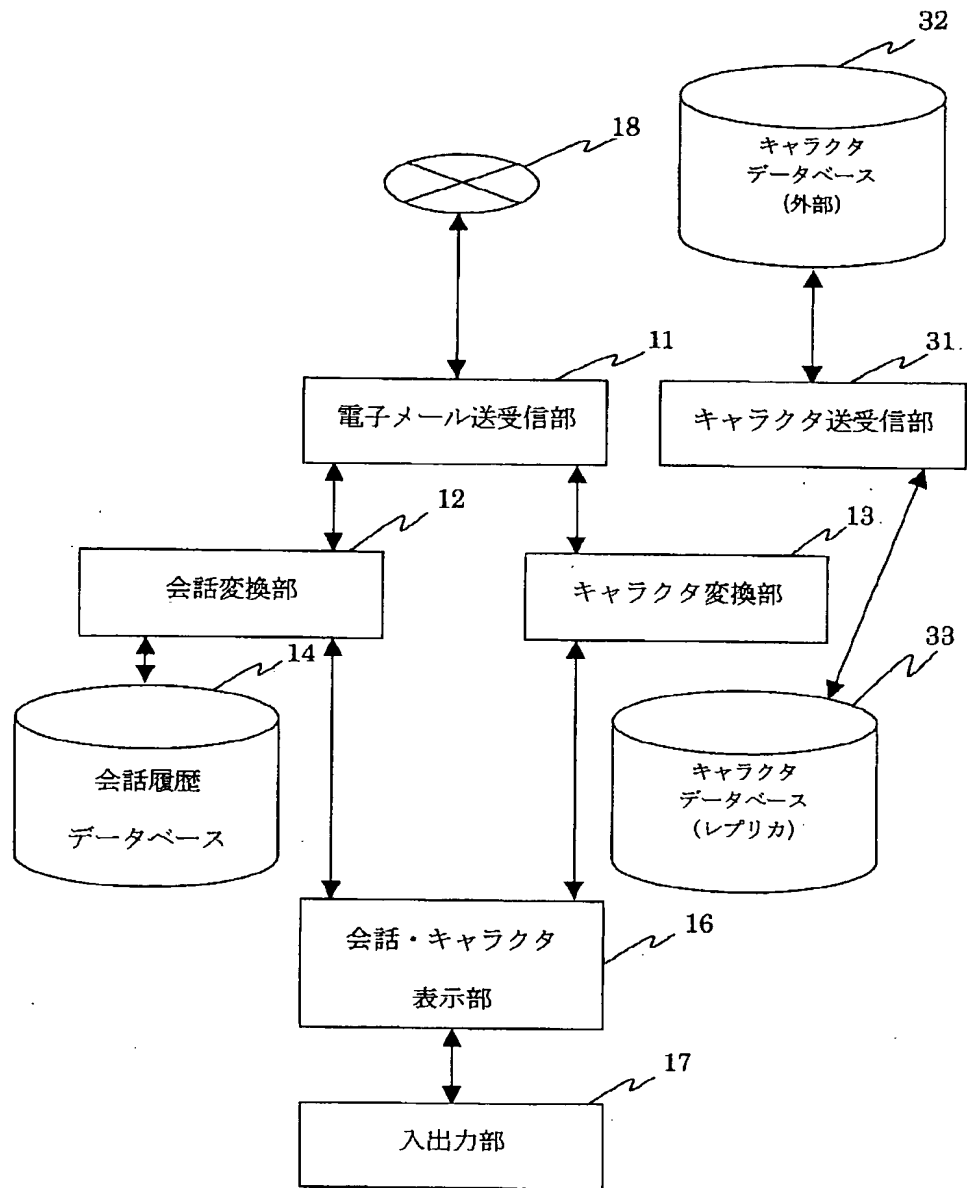 32
キャラクタ
データベース
(外部)
18
11
電子メール送受信部
31
キャラクタ送受信部
12
会話変換部
13
キャラクタ変換部
14
会話履歴
データベース
33
キャラクタ
データベース
(レプリカ)
会話・キャラクタ
表示部
16
17
入出力部